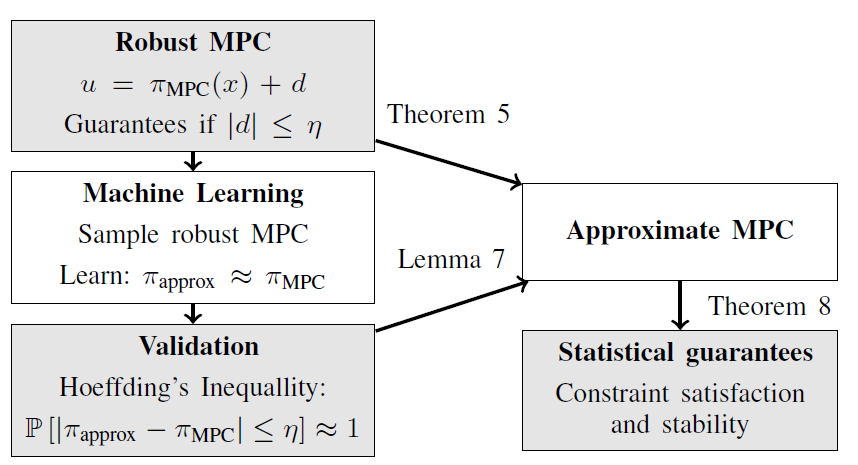 Robust MPC
u = π_MPC(x) + d
Guarantees if |d| ≤ η
Theorem 5
Machine Learning
Sample robust MPC
Learn: π_approx ≈ π_MPC
Approximate MPC
Lemma 7
Theorem 8
Validation
Hoeffding's Inequallity:
ℙ [|π_approx − π_MPC| ≤ η] ≈ 1
Statistical guarantees
Constraint satisfaction
and stability